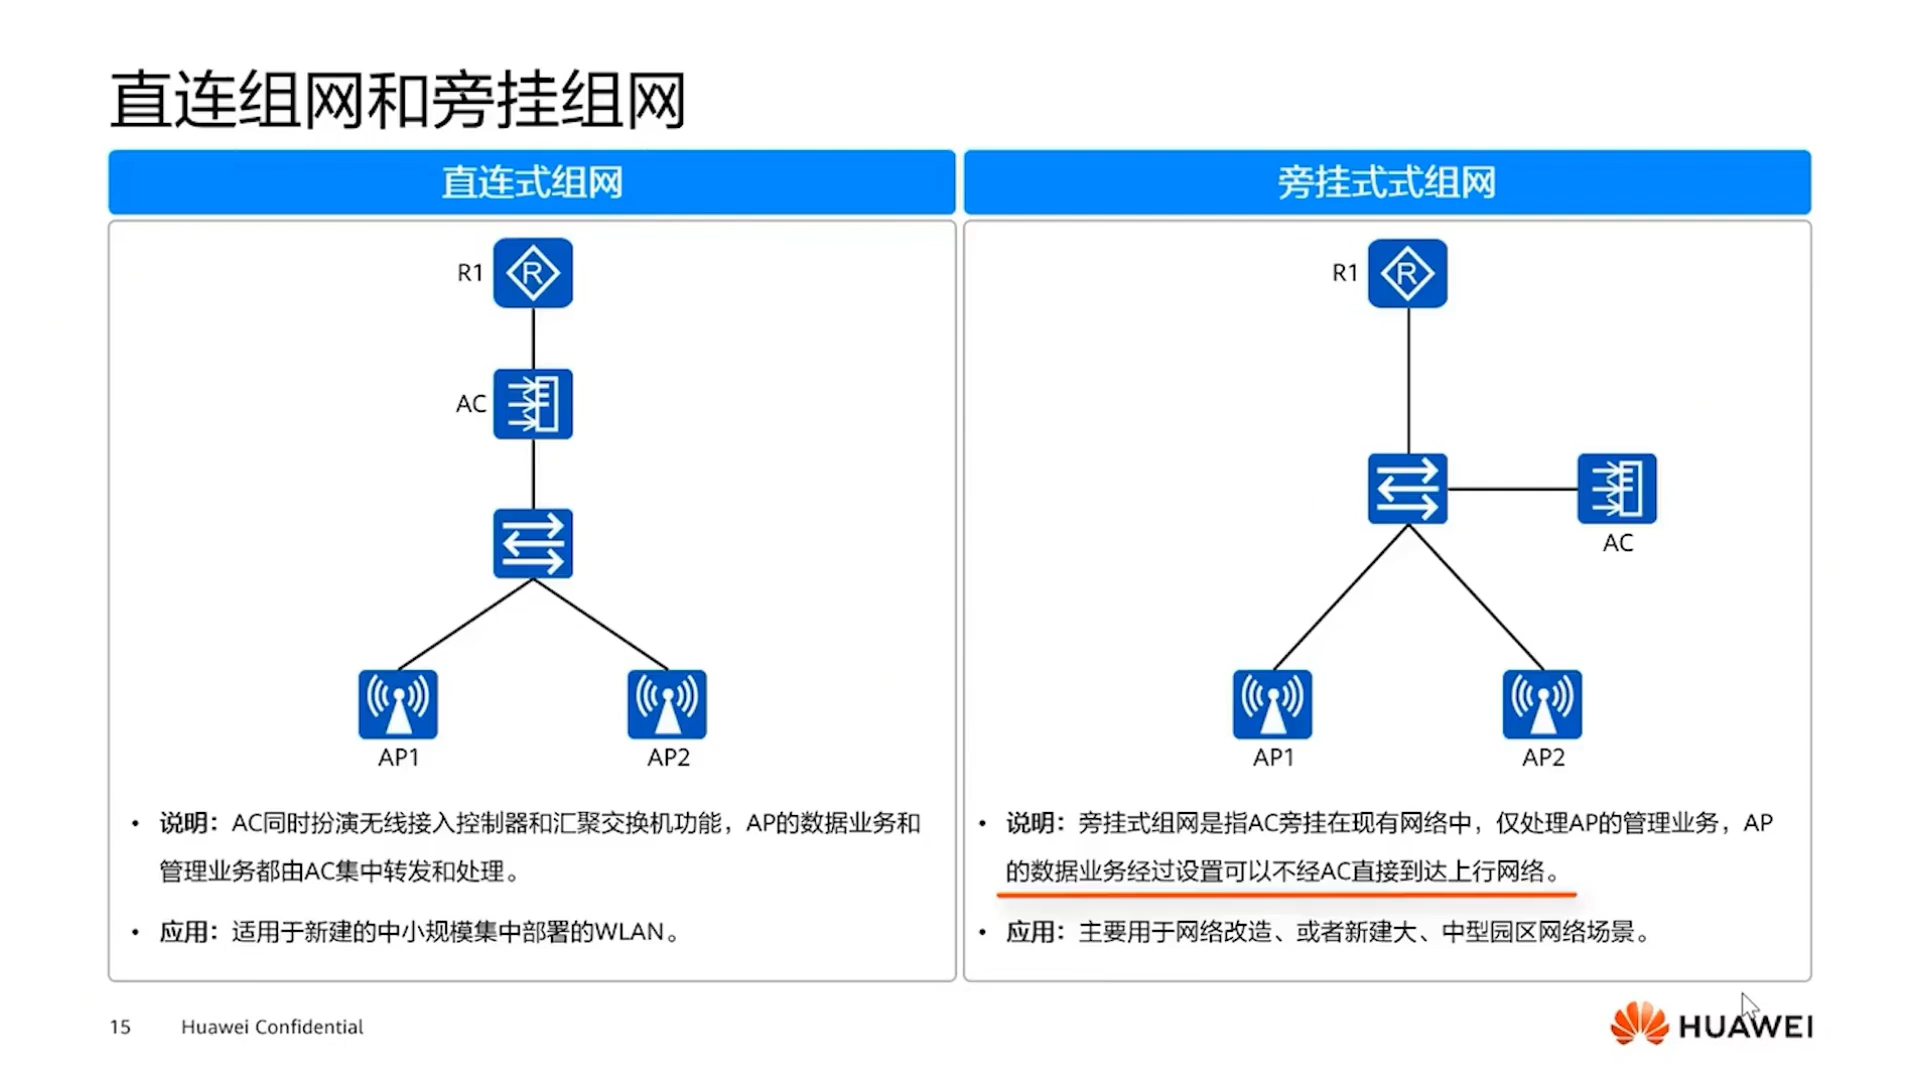 直连组网和旁挂组网
直连式组网
R1
R
AC
AP1
AP2
• 说明：AC同时扮演无线接入控制器和汇聚交换机功能，AP的数据业务和
管理业务都由AC集中转发和处理。
• 应用：适用于新建的中小规模集中部署的WLAN。
旁挂式式组网
R1
R
AC
AP1
AP2
• 说明：旁挂式组网是指AC旁挂在现有网络中，仅处理AP的管理业务，AP
的数据业务经过设置可以不经AC直接到达上行网络。
• 应用：主要用于网络改造、或者新建大、中型园区网络场景。
15
Huawei Confidential
HUAWEI